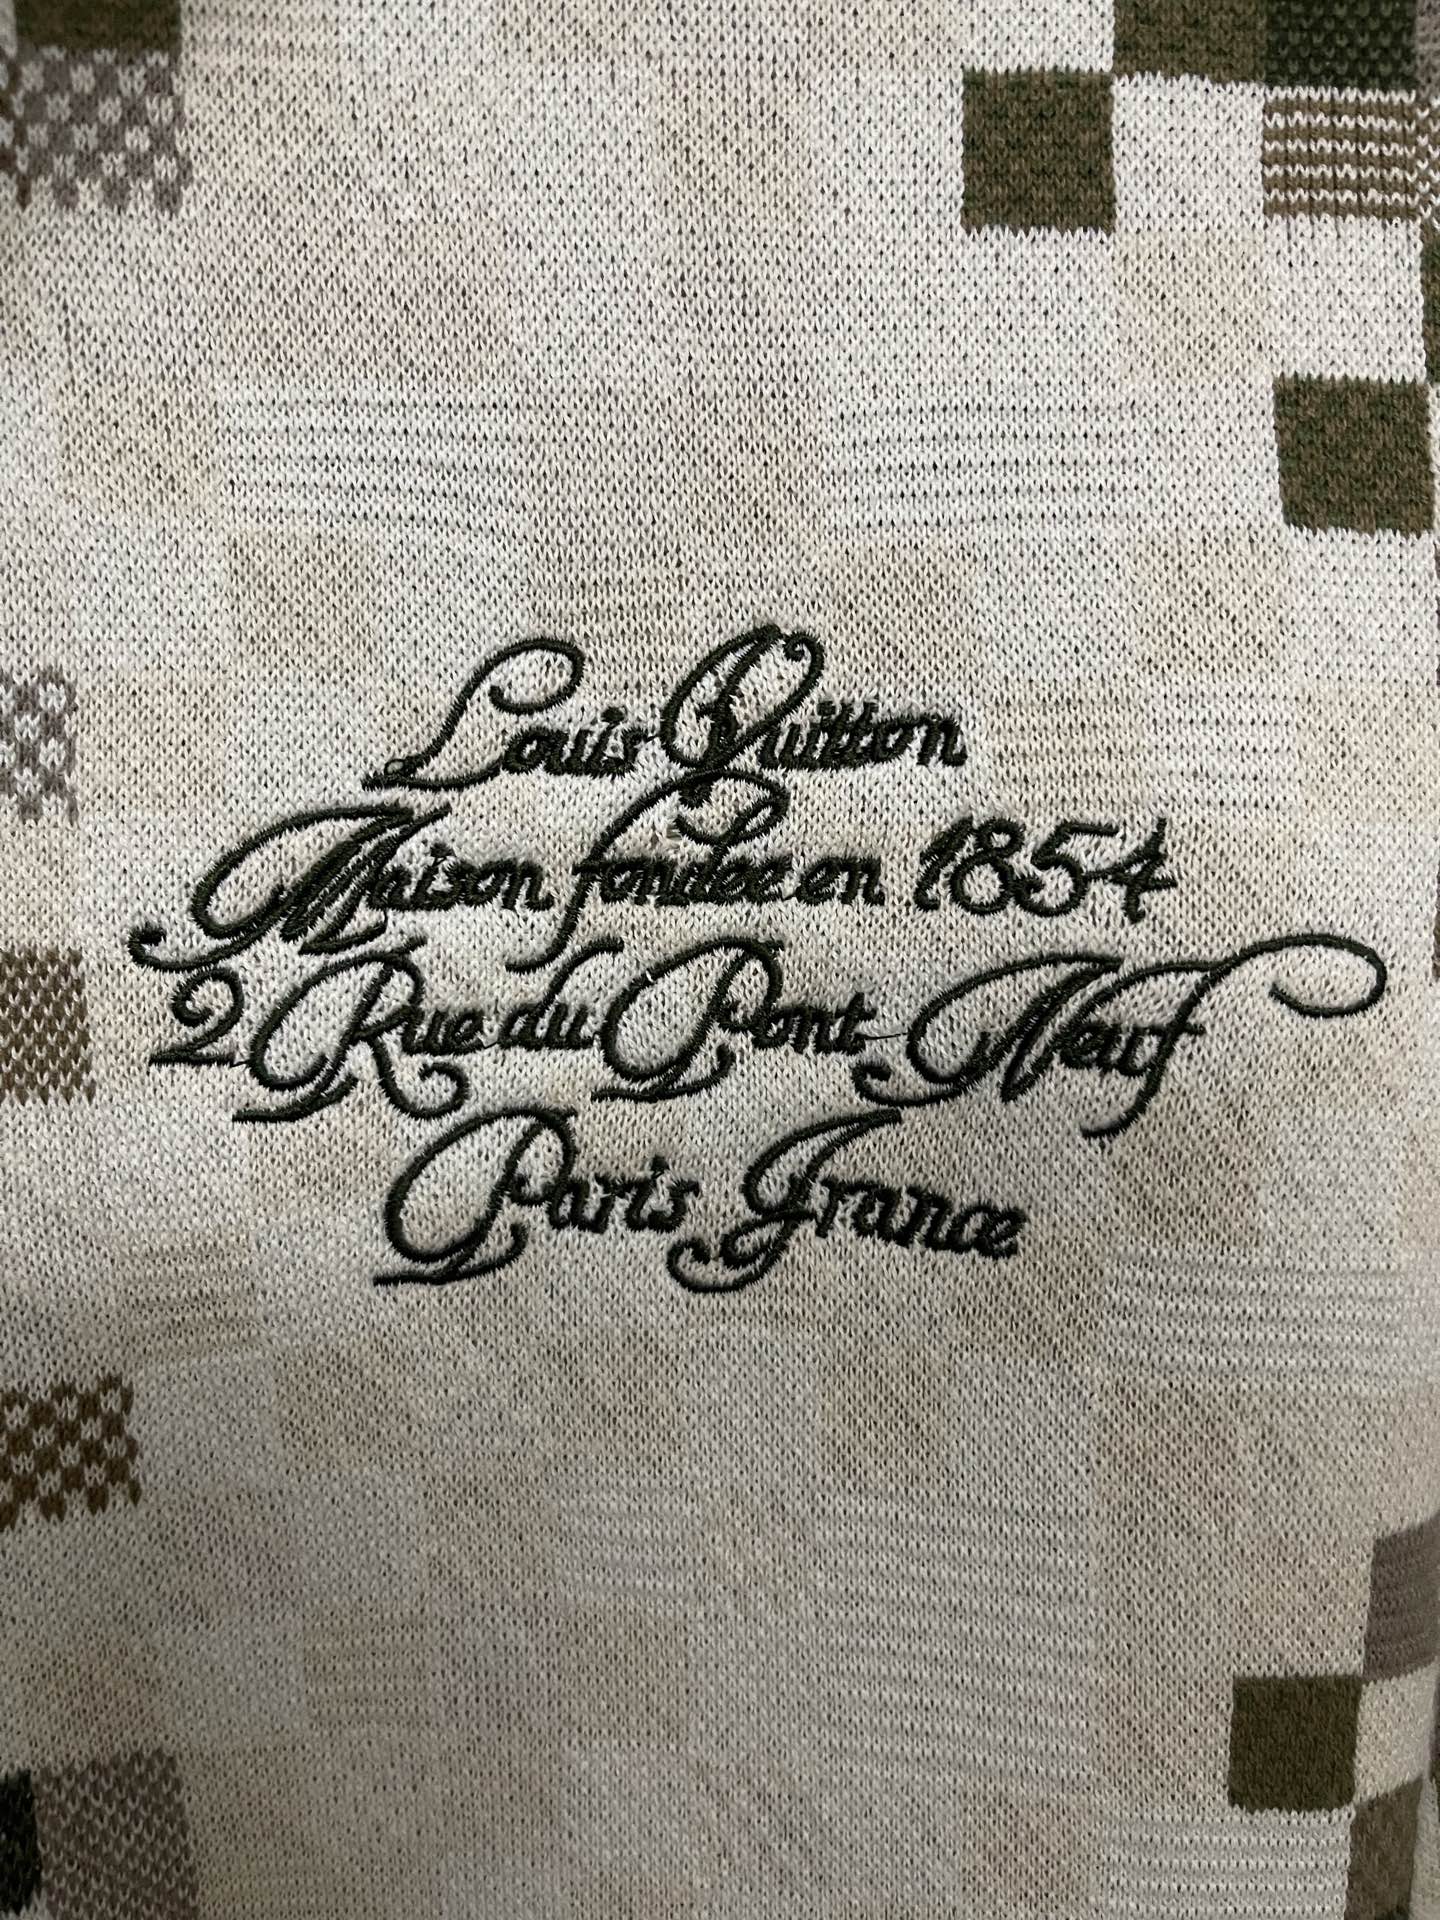 Louis Vuitton
Maison fondée en 1854
2 Rue du Pont Neuf
Paris France